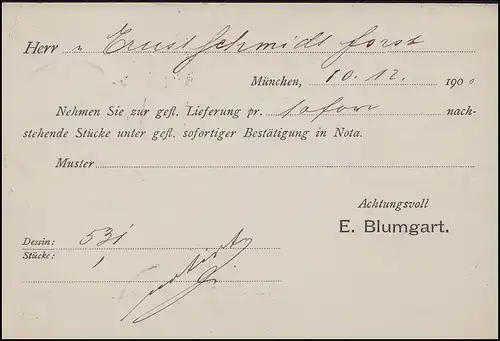 Herr Ernst Schmidt Forst
München, 10. 12. 1900
Nehmen Sie zur gefl. Lieferung pr. sofort nach-
stehende Stücke unter gefl. sofortiger Bestätigung in Nota.
Muster
Achtungsvoll
E. Blumgart.
Dessin: 531
Stücke: 1
notirt